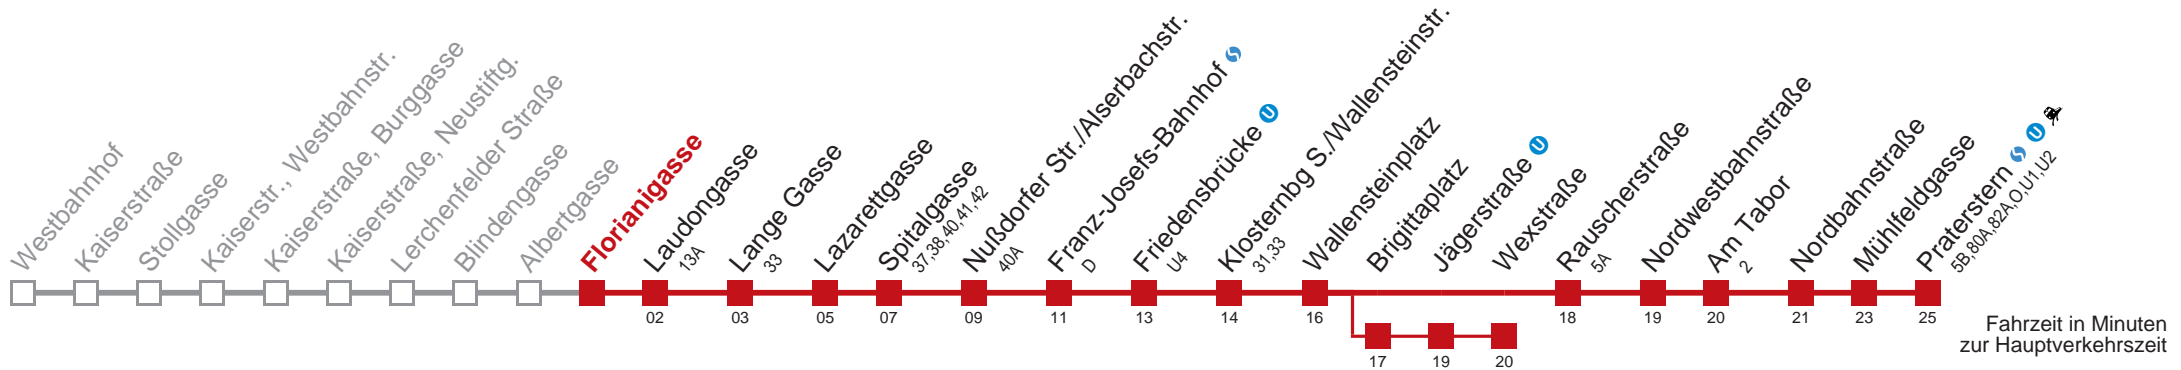 Westbahnhof
Kaiserstraße
Stollgasse
Kaiserstr., Westbahnstr.
Kaiserstraße, Burggasse
Kaiserstraße, Neustiftg.
Lerchenfelder Straße
Blindengasse
Albertgasse
Florianigasse
Laudongasse
13A
Lange Gasse
33
Lazarettgasse
Spitalgasse
37,38,40,41,42
Nußdorfer Str./Alserbachstr.
40A
Franz-Josefs-Bahnhof S
D
Friedensbrücke U
U4
Klosternbg S./Wallensteinstr.
31,33
Wallensteinplatz
Brigittaplatz
Jägerstraße U
Wexstraße
Rauscherstraße
5A
Nordwestbahnstraße
Am Tabor
2
Nordbahnstraße
Mühlfeldgasse
Praterstern S U
5B,80A,82A,O,U1,U2
02 03 05 07 09 11 13 14 16 18 19 20 21 23 25
17 19 20
Fahrzeit in Minuten
zur Hauptverkehrszeit